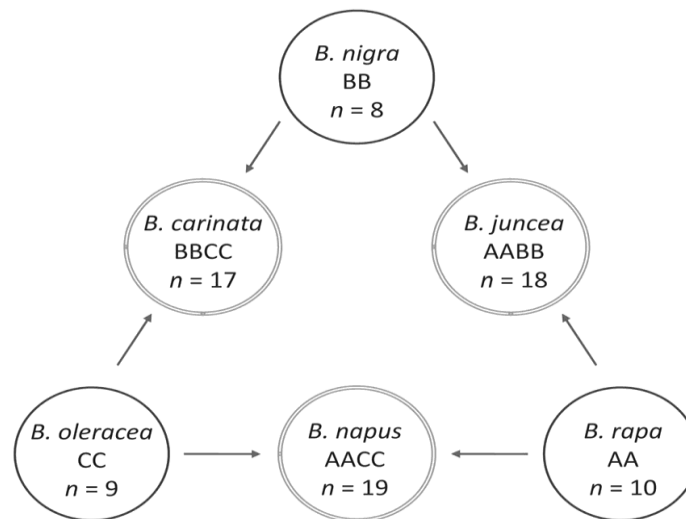 B. nigra
BB
n = 8
B. carinata
BBCC
n = 17
B. juncea
AABB
n = 18
B. oleracea
CC
n = 9
B. napus
AACC
n = 19
B. rapa
AA
n = 10